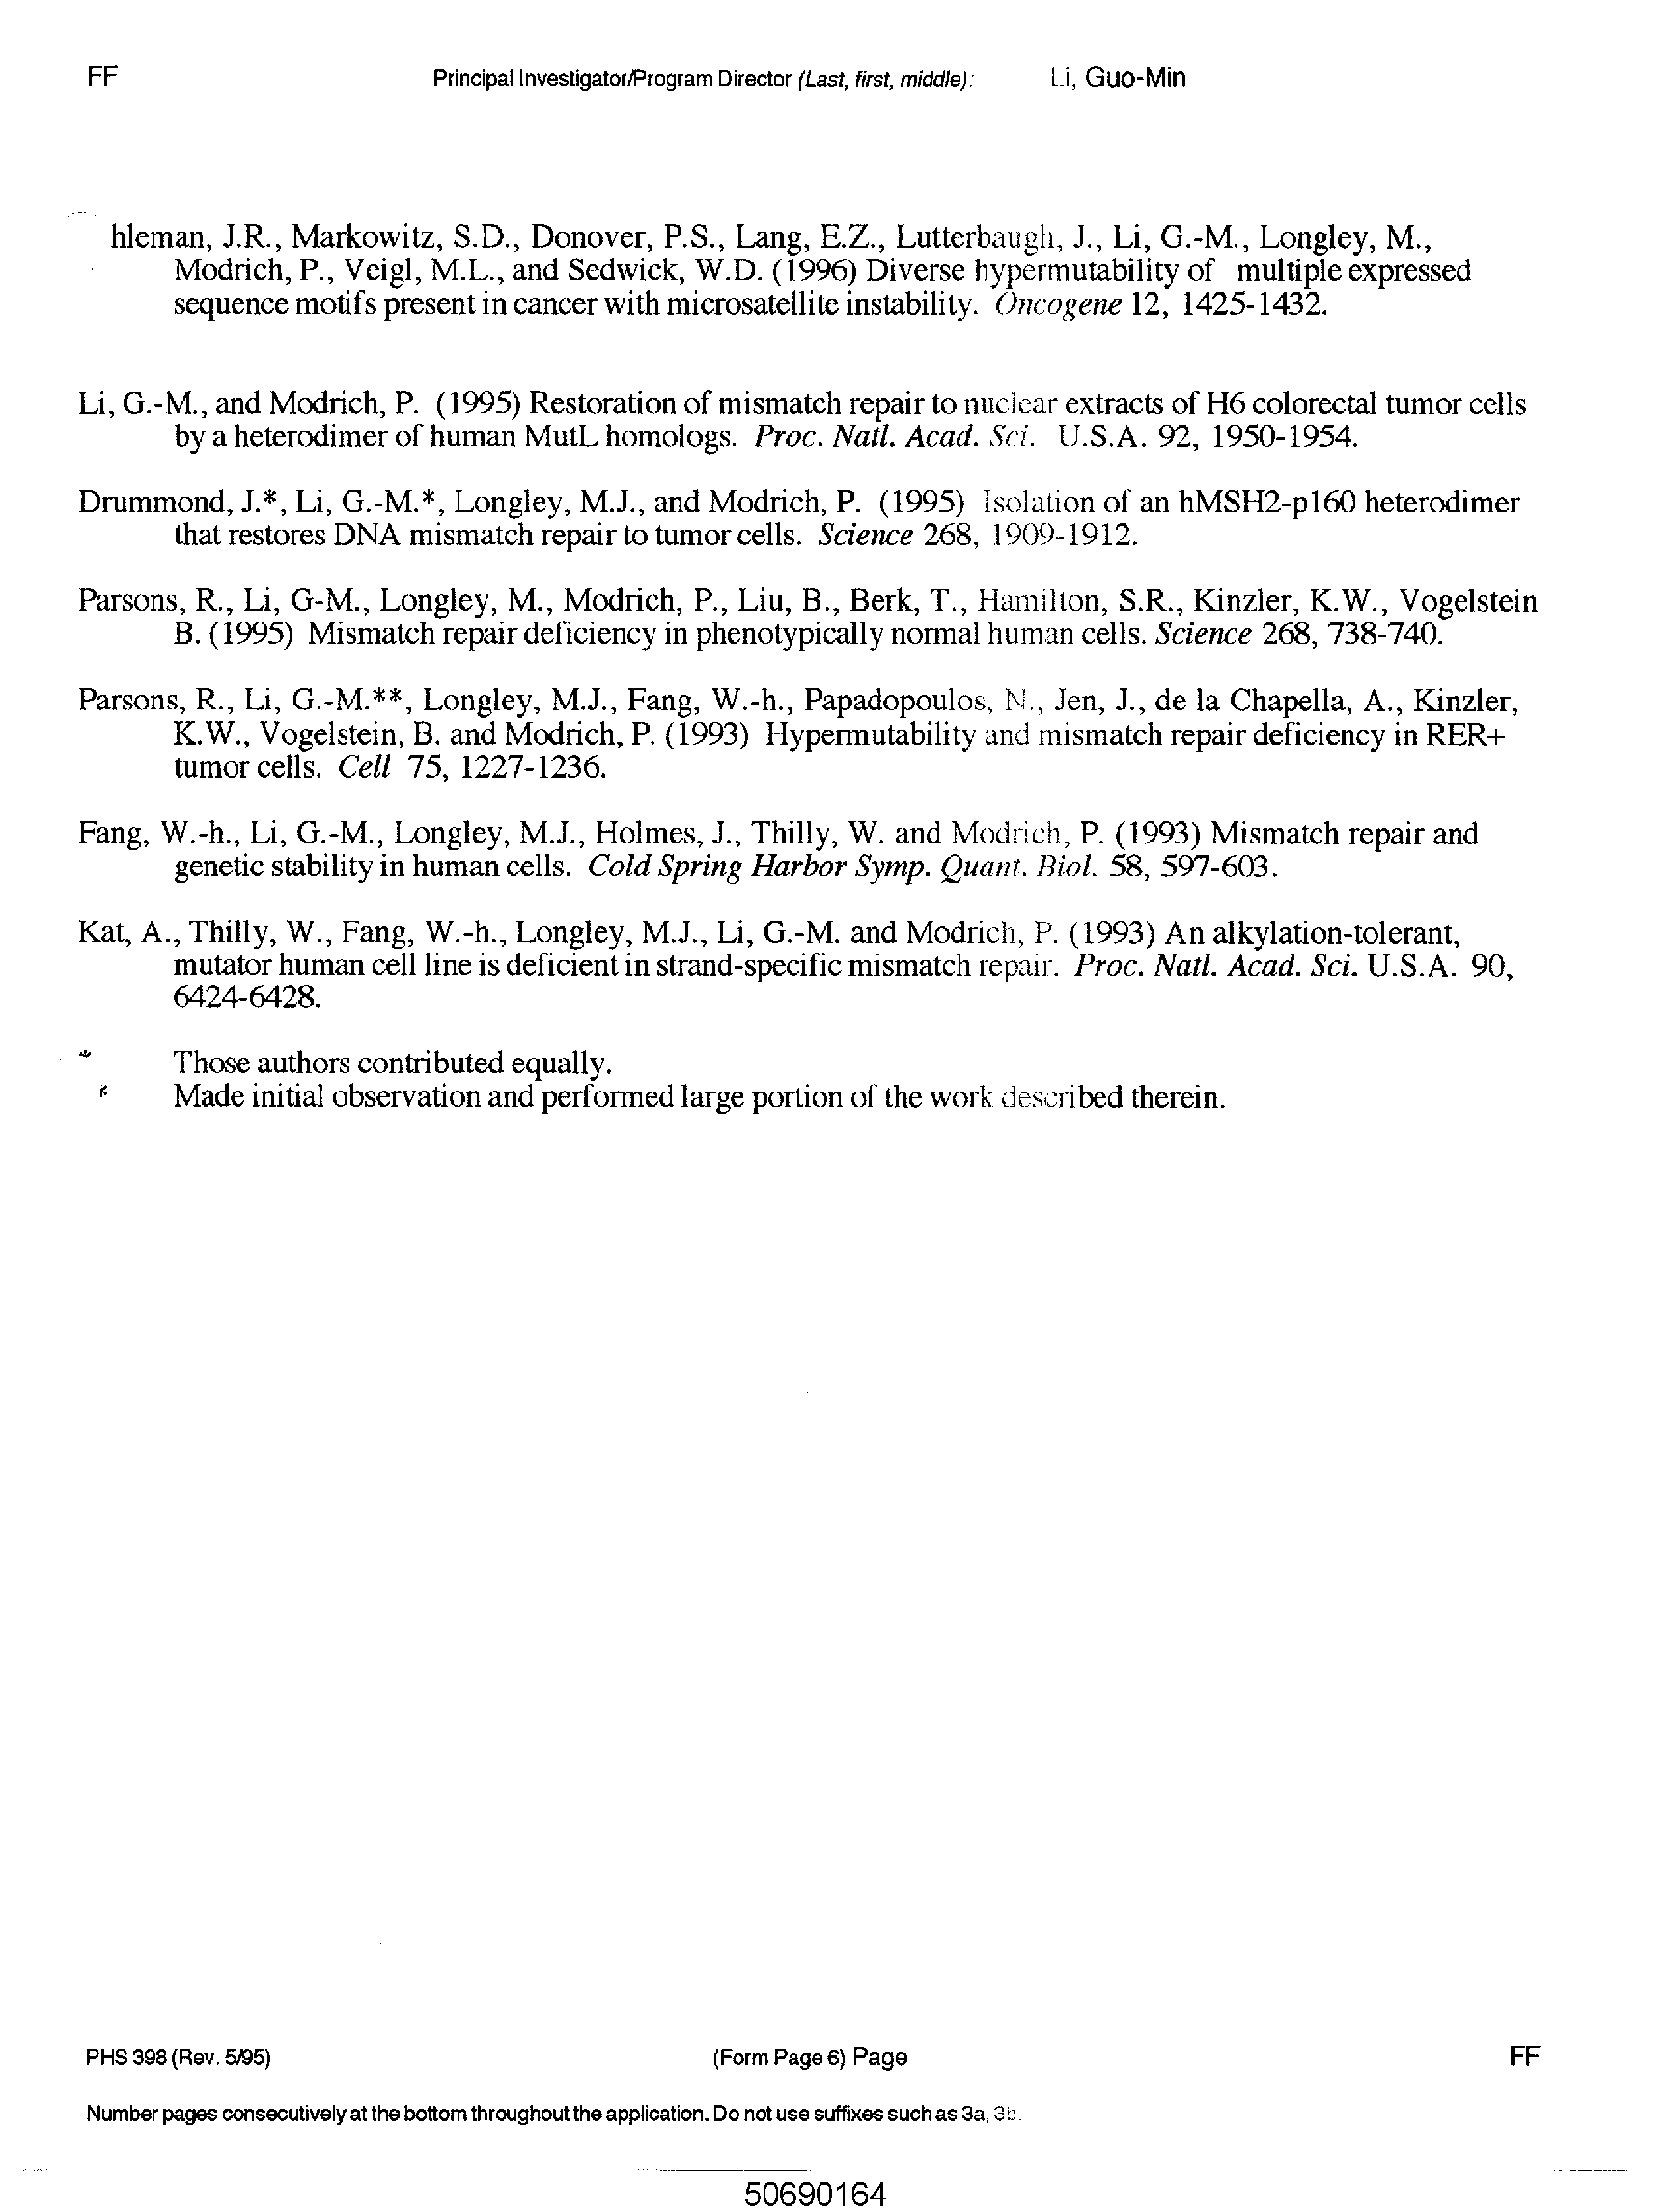 FF Principal Investigator/Program Director (Last, first, middle): Li, Guo-Min
hleman, J.R., Markowitz, S.D., Donover, P.S., Lang, E.Z., Lutterbaugh, J., Li, G.-M., Longley, M.,
Modrich, P., Veigl, M.L., and Sedwick, W.D. (1996) Diverse hypermutability of multiple expressed
sequence motifs present in cancer with microsatellite instability. Oncogene 12, 1425-1432.
Li, G.-M., and Modrich, P. (1995) Restoration of mismatch repair to nuclear extracts of H6 colorectal tumor cells
by a heterodimer of human MutL homologs. Proc. Natl. Acad. Sci. U.S.A. 92, 1950-1954.
Drummond, J.*, Li, G.-M.*, Longley, M.J., and Modrich, P. (1995) Isolation of an hMSH2-p160 heterodimer
that restores DNA mismatch repair to tumor cells. Science 268, 1909-1912.
Parsons, R., Li, G-M., Longley, M., Modrich, P., Liu, B., Berk, T., Hamilton, S.R., Kinzler, K.W., Vogelstein
B. (1995) Mismatch repair deficiency in phenotypically normal human cells. Science 268, 738-740.
Parsons, R., Li, G.-M.**, Longley, M.J., Fang, W.-h., Papadopoulos, N., Jen, J., de la Chapella, A., Kinzler,
K.W., Vogelstein, B. and Modrich, P. (1993) Hypermutability and mismatch repair deficiency in RER+
tumor cells. Cell 75, 1227-1236.
Fang, W.-h., Li, G.-M., Longley, M.J., Holmes, J., Thilly, W. and Modrich, P. (1993) Mismatch repair and
genetic stability in human cells. Cold Spring Harbor Symp. Quant. Biol. 58, 597-603.
Kat, A., Thilly, W., Fang, W.-h., Longley, M.J., Li, G.-M. and Modrich, P. (1993) An alkylation-tolerant,
mutator human cell line is deficient in strand-specific mismatch repair. Proc. Natl. Acad. Sci. U.S.A. 90,
6424-6428.
* Those authors contributed equally.
Made initial observation and performed large portion of the work described therein.
PHS 398 (Rev. 5/95) (Form Page 6) Page FF
Number pages consecutively at the bottom throughout the application. Do not use suffixes such as 3a, 3b.
50690164